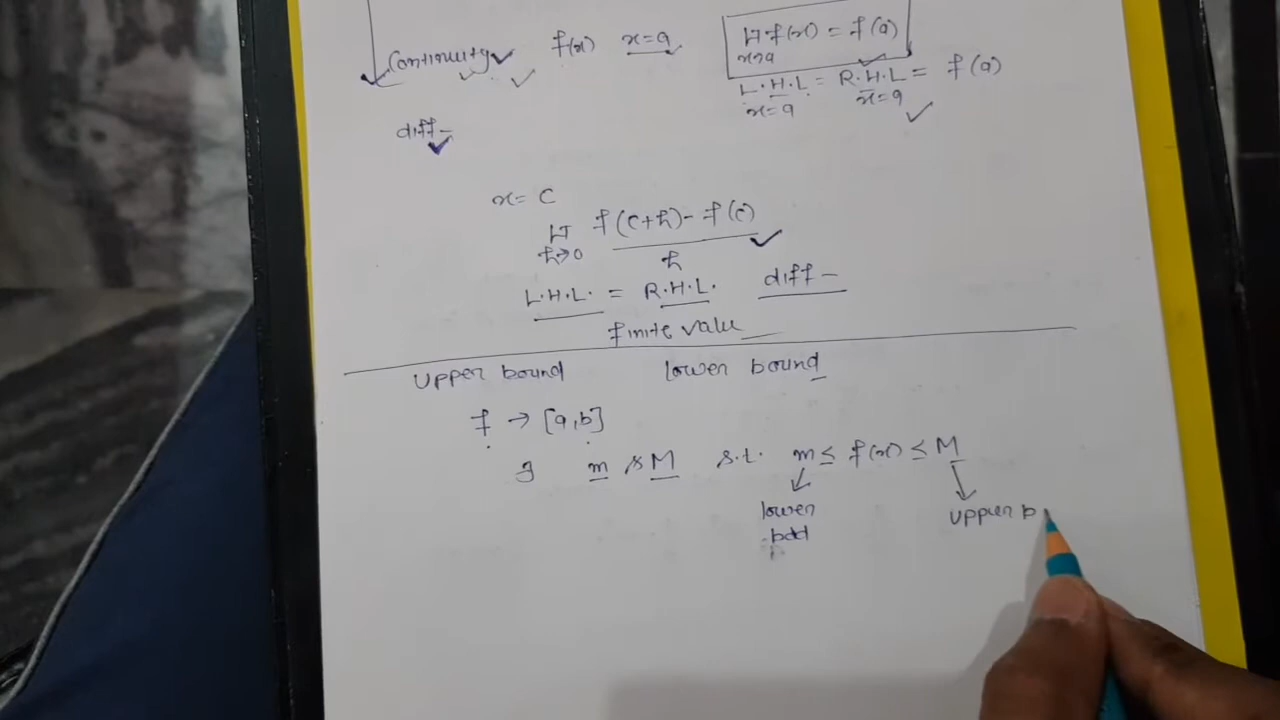 Continuity f(x) x=a Lt f(x) = f(a)
x→a
L.H.L = R.H.L = f(a)
x=a x=a
diff-
x = c
Lt f(c+h) - f(c)
h→0 h
L.H.L. = R.H.L. diff-
finite value
Upper bound lower bound
f → [a,b]
∃ m & M s.t. m ≤ f(x) ≤ M
lower upper b
bdd